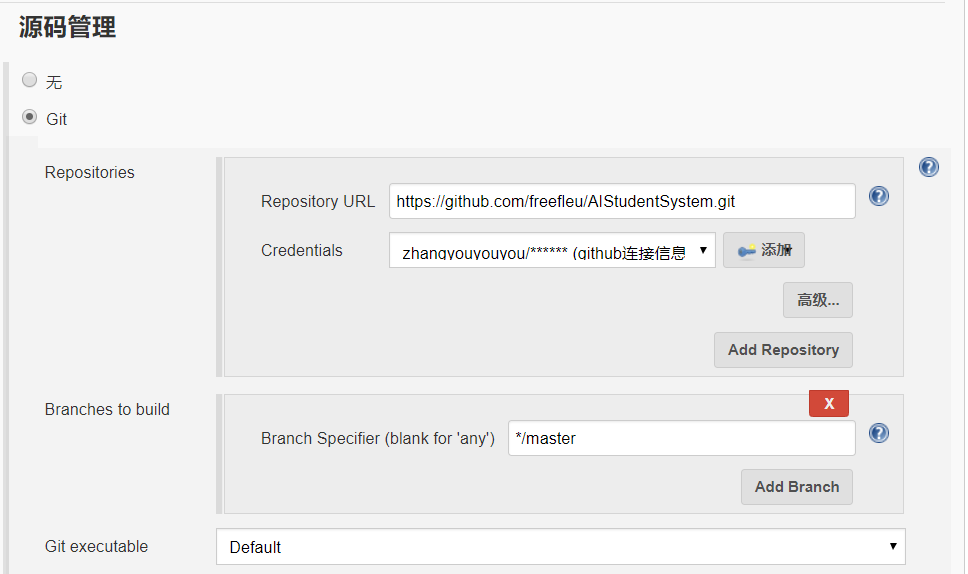 源码管理
无
Git
Repositories
Repository URL https://github.com/freefleu/AIStudentSystem.git
Credentials zhangyouyouyou/****** (github连接信息 添加
高级...
Add Repository
Branches to build
X
Branch Specifier (blank for 'any') */master
Add Branch
Git executable Default